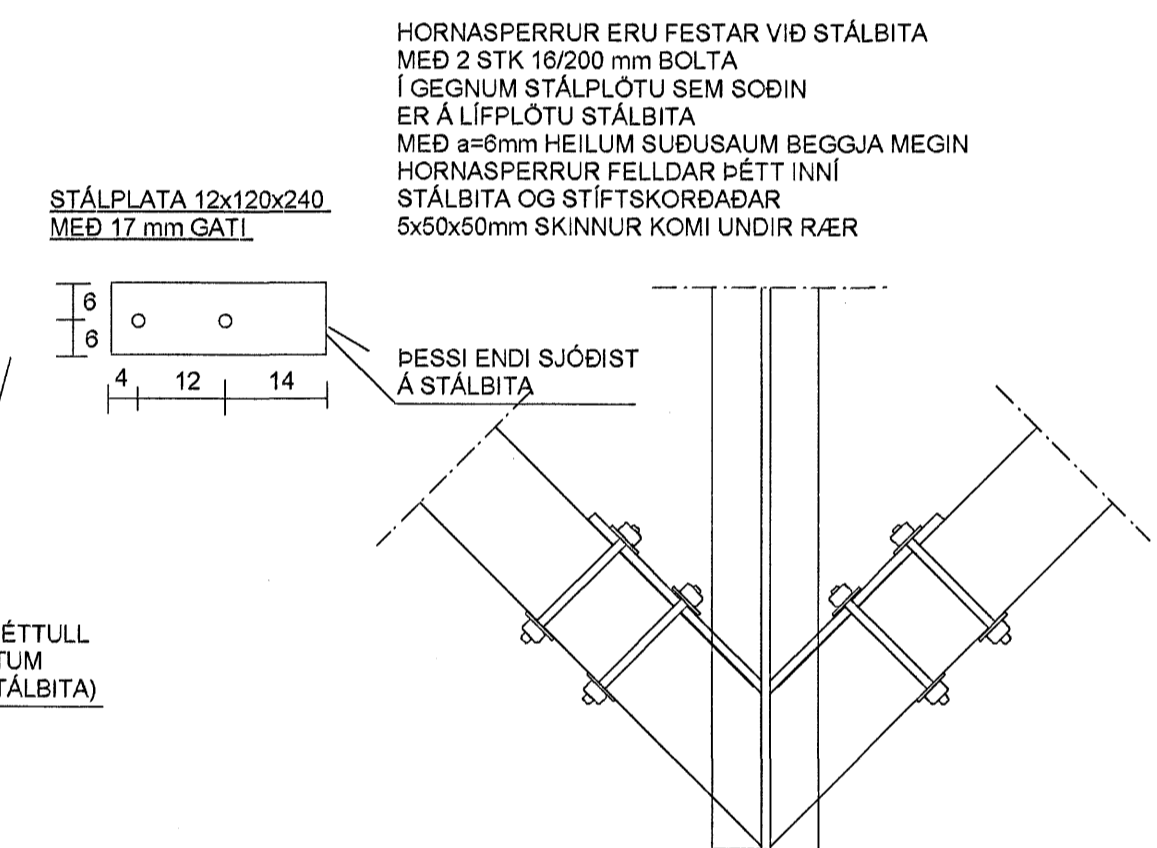 HORNASPERRUR ERU FESTAR VIÐ STÁLBITA
MEÐ 2 STK 16/200 mm BOLTA
Í GEGNUM STÁLPLÖTU SEM SOÐIN
ER Á LÍFPLÖTU STÁLBITA
MEÐ a=6mm HEILUM SUÐUSAUM BEGGJA MEGIN
HORNASPERRUR FELLDAR ÞÉTT INNÍ
STÁLBITA OG STÍFTSKORÐAÐAR
5x50x50mm SKINNUR KOMI UNDIR RÆR
STÁLPLATA 12x120x240
MEÐ 17 mm GATI
6
6
4 12 14
ÞESSI ENDI SJÓÐIST
Á STÁLBITA
ÉTTULL
TUM
TÁLBITA)